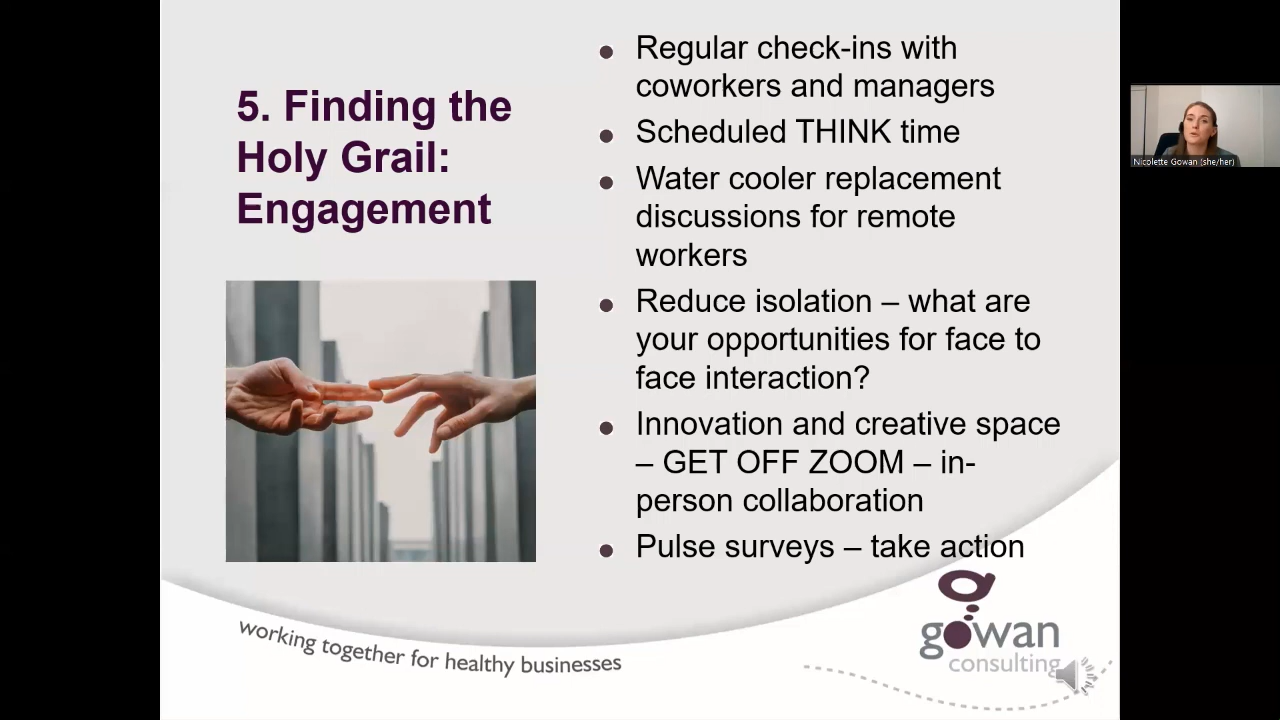 5. Finding the
Holy Grail:
Engagement
Regular check-ins with
coworkers and managers
Scheduled THINK time
Water cooler replacement
discussions for remote
workers
Reduce isolation – what are
your opportunities for face to
face interaction?
Innovation and creative space
– GET OFF ZOOM – in-
person collaboration
Pulse surveys – take action
working together for healthy businesses
gowan
consulting
Nicolette Gowan (she/her)